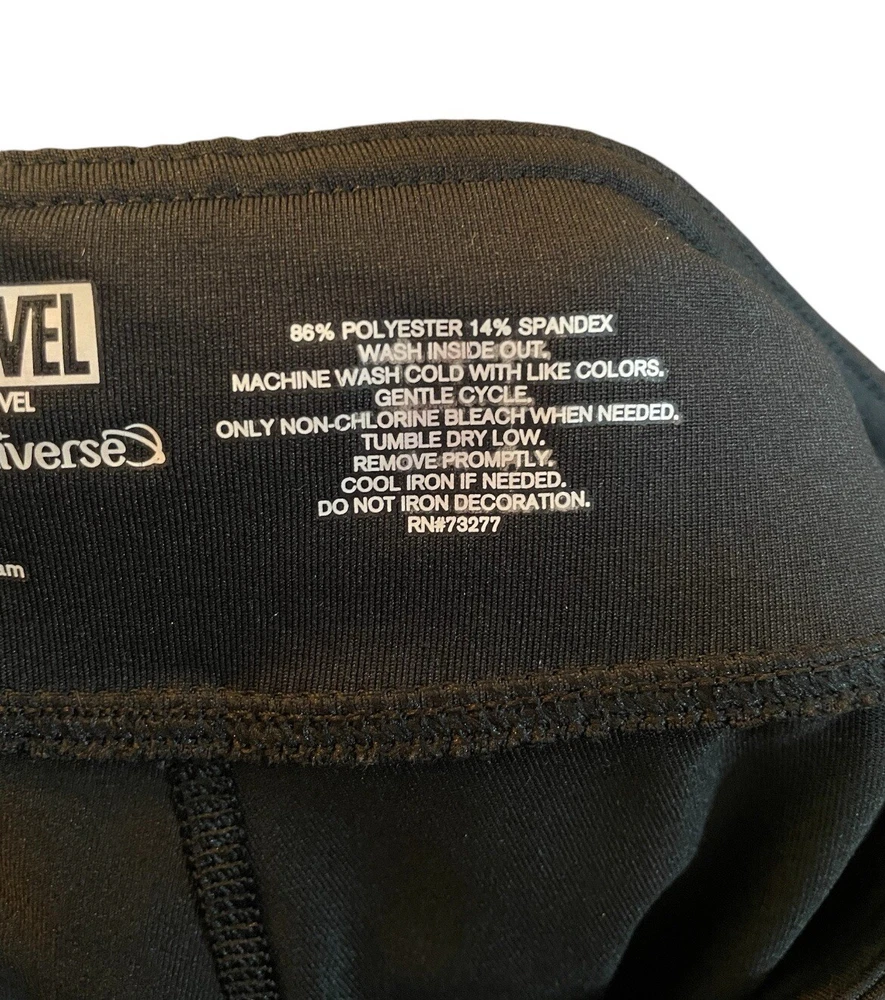 VEL
VEL
iverse
am
86% POLYESTER 14% SPANDEX
WASH INSIDE OUT.
MACHINE WASH COLD WITH LIKE COLORS.
GENTLE CYCLE.
ONLY NON-CHLORINE BLEACH WHEN NEEDED.
TUMBLE DRY LOW.
REMOVE PROMPTLY.
COOL IRON IF NEEDED.
DO NOT IRON DECORATION.
RN#73277